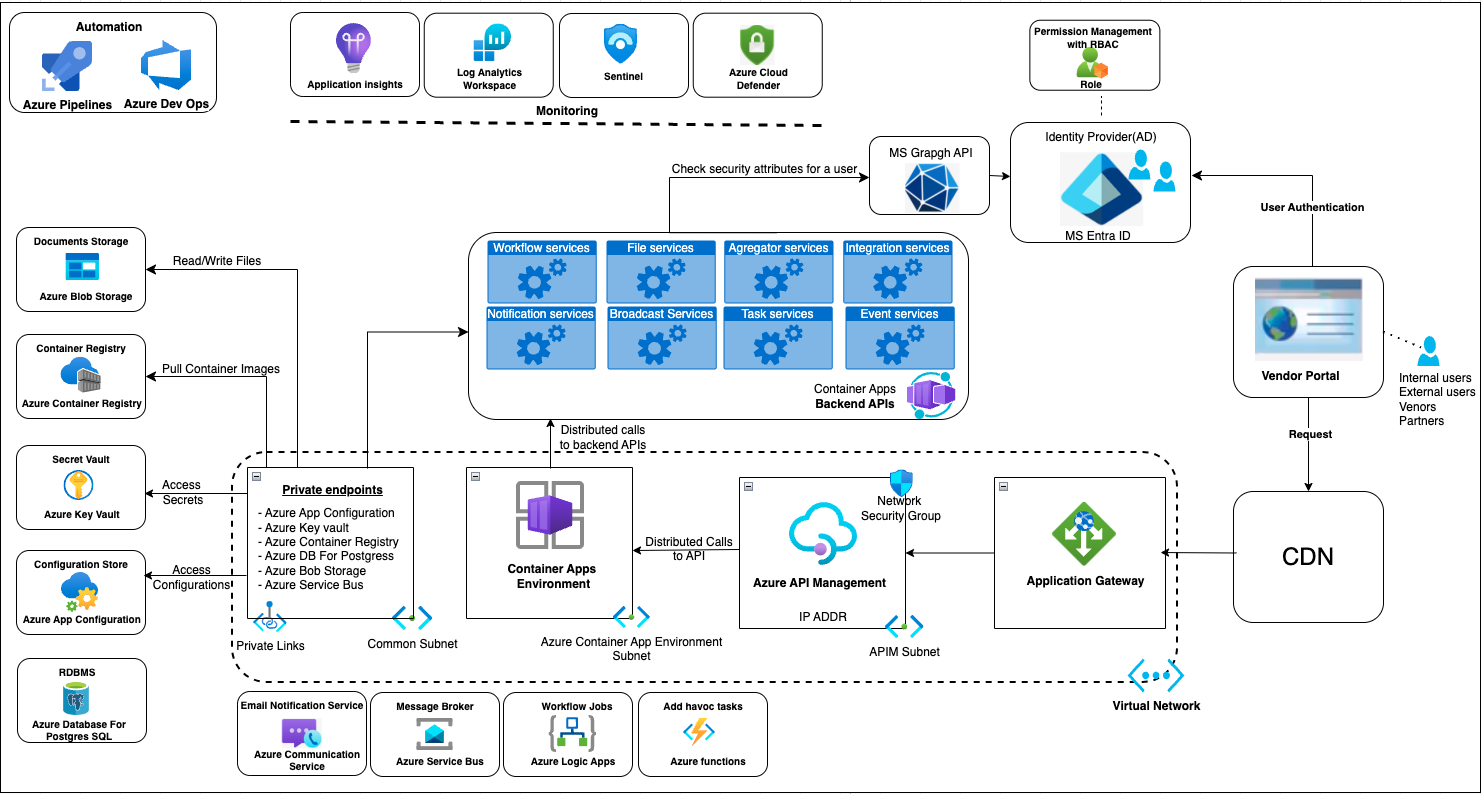 Automation
Azure Pipelines
Azure Dev Ops
Application insights
Log Analytics
Workspace
Sentinel
Azure Cloud
Defender
Monitoring
Permission Management
with RBAC
Role
Identity Provider(AD)
MS Entra ID
MS Grapgh API
Check security attributes for a user
User Authentication
Documents Storage
Azure Blob Storage
Read/Write Files
Workflow services
File services
Agregator services
Integration services
Notification services
Broadcast Services
Task services
Event services
Container Apps
Backend APIs
Vendor Portal
Internal users
External users
Venors
Partners
Request
Container Registry
Azure Container Registry
Pull Container Images
Distributed calls
to backend APIs
Secret Vault
Azure Key Vault
Access
Secrets
Private endpoints
- Azure App Configuration
- Azure Key vault
- Azure Container Registry
- Azure DB For Postgress
- Azure Bob Storage
- Azure Service Bus
Private Links
Common Subnet
Container Apps
Environment
Azure Container App Environment
Subnet
Distributed Calls
to API
Network
Security Group
Azure API Management
IP ADDR
APIM Subnet
Application Gateway
CDN
Configuration Store
Azure App Configuration
Access
Configurations
Virtual Network
RDBMS
Azure Database For
Postgres SQL
Email Notification Service
Azure Communication
Service
Message Broker
Azure Service Bus
Workflow Jobs
Azure Logic Apps
Add havoc tasks
Azure functions